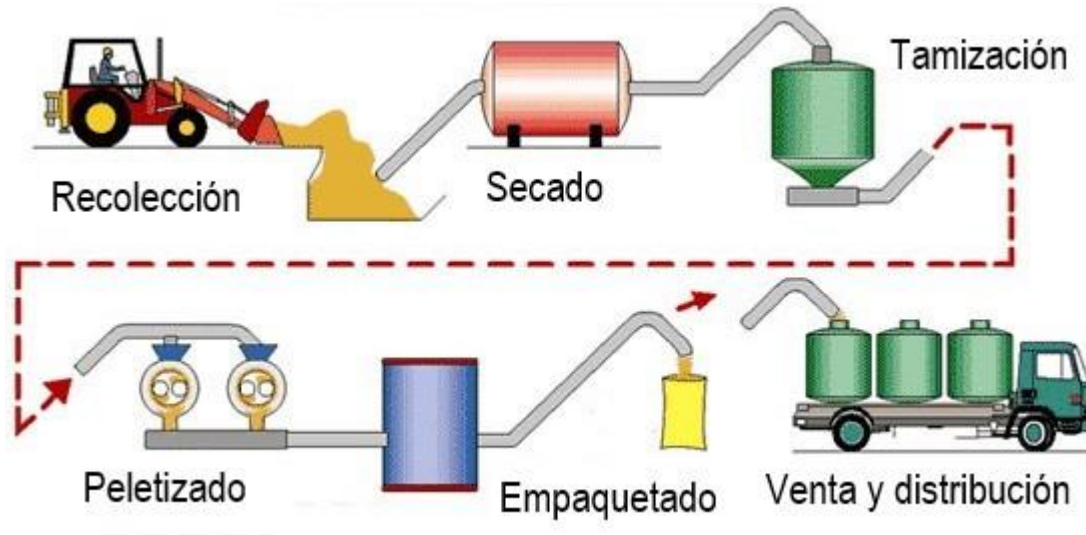 Tamización
Recolección
Secado
Peletizado
Empaquetado
Venta y distribución